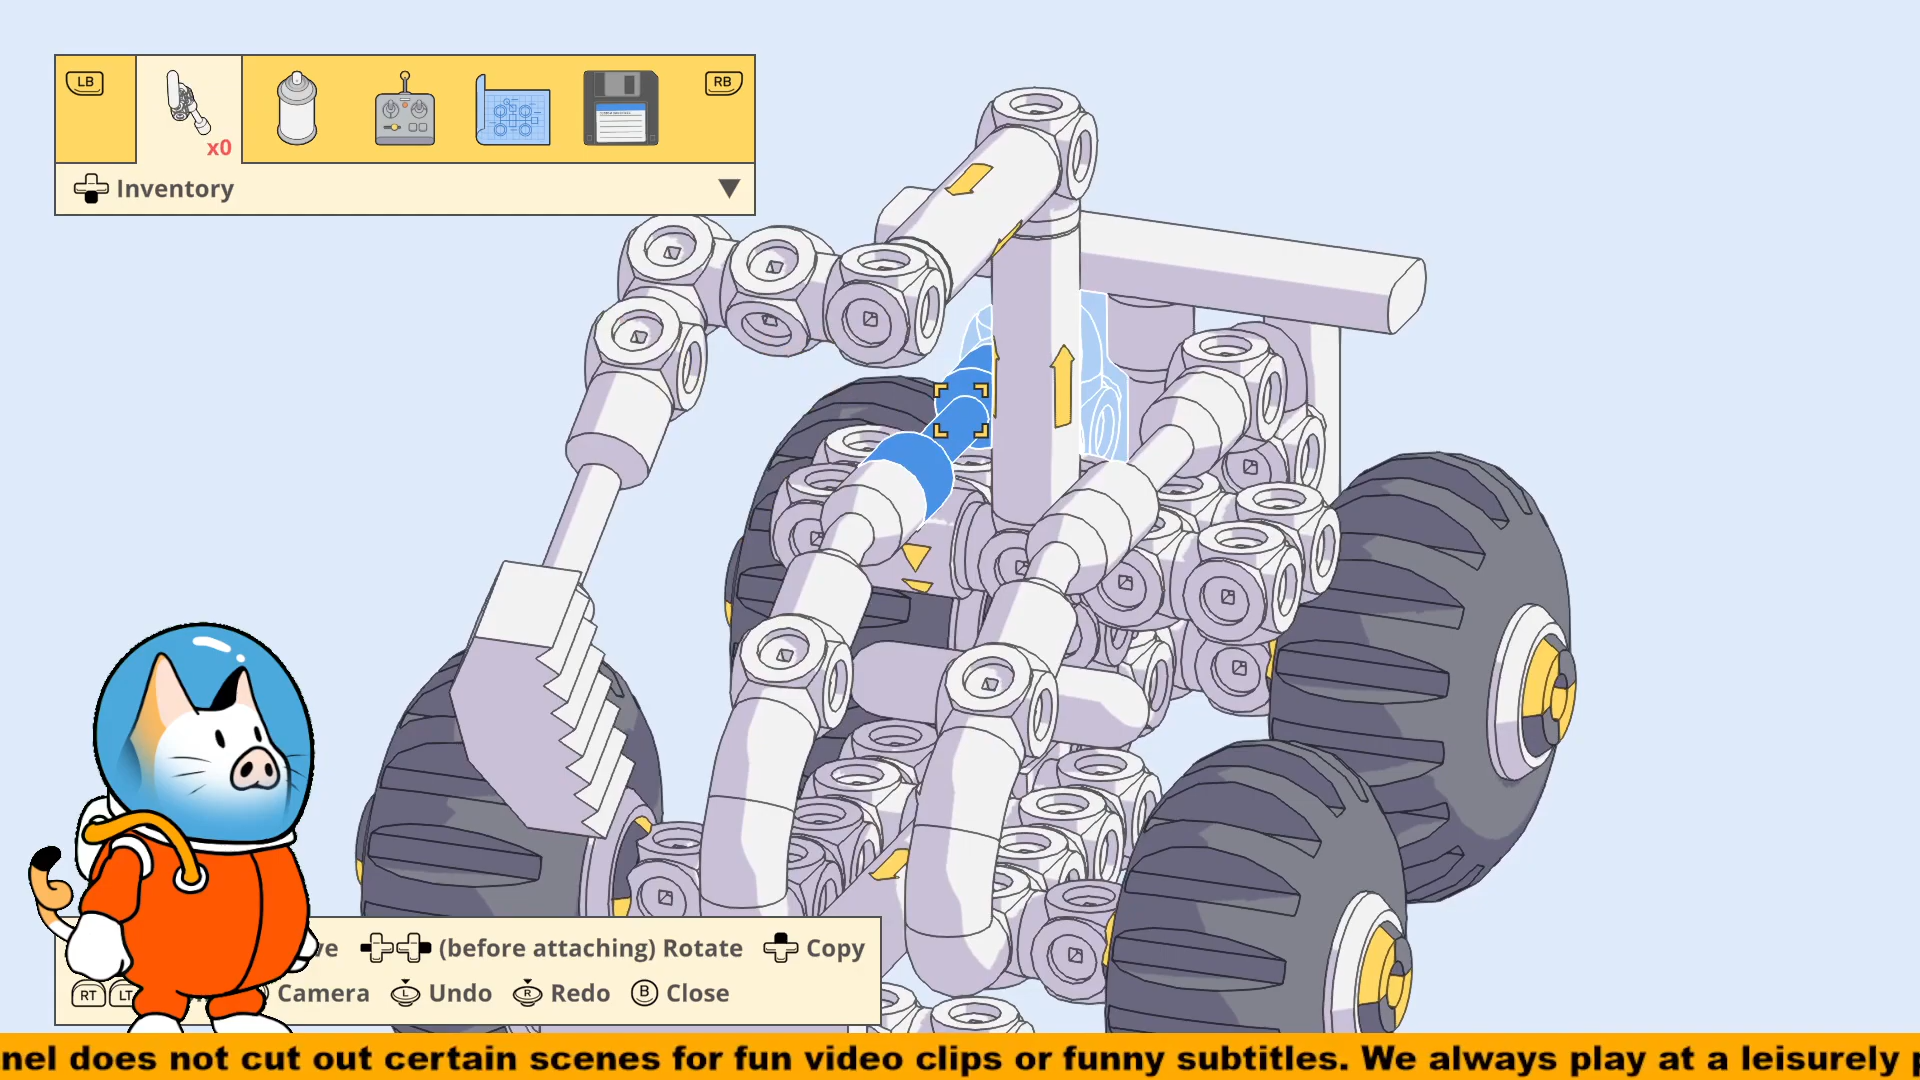 LB
RB
x0
Inventory
(before attaching) Rotate
Copy
RT
LT
Camera
L
Undo
R
Redo
B
Close
does not cut out certain scenes for fun video clips or funny subtitles. We always play at a leisurely